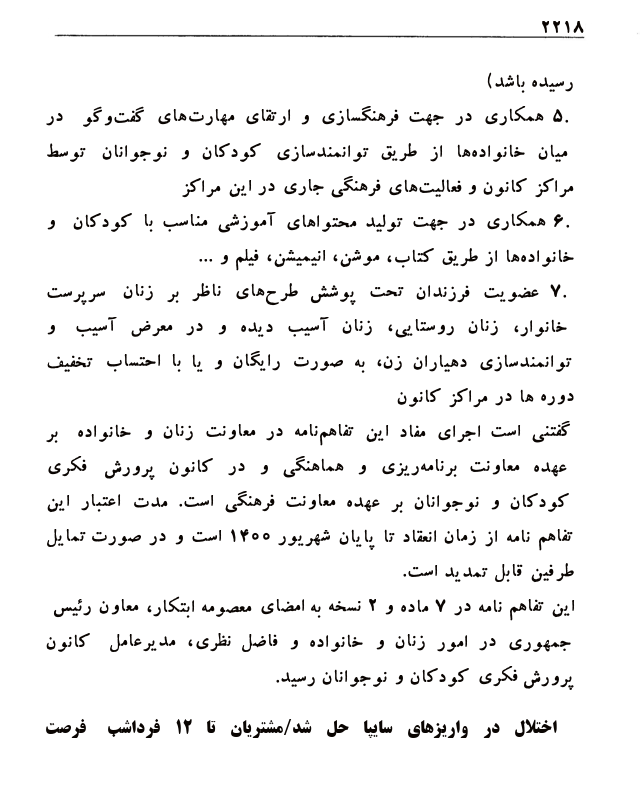 ۲۲۱۸
رسیده باشد)
۵. همکاری در جهت فرهنگسازی و ارتقای مهارت‌های گفت‌وگو در
میان خانواده‌ها از طریق توانمندسازی کودکان و نوجوانان توسط
مراکز کانون و فعالیت‌های فرهنگی جاری در این مراکز
۶. همکاری در جهت تولید محتواهای آموزشی مناسب با کودکان و
خانواده‌ها از طریق کتاب، موشن، انیمیشن، فیلم و ...
۷. عضویت فرزندان تحت پوشش طرح‌های ناظر بر زنان سرپرست
خانوار، زنان روستایی، زنان آسیب دیده و در معرض آسیب و
توانمندسازی دهیاران زن، به صورت رایگان و یا با احتساب تخفیف
دوره ها در مراکز کانون
گفتنی است اجرای مفاد این تفاهم‌نامه در معاونت زنان و خانواده بر
عهده معاونت برنامه‌ریزی و هماهنگی و در کانون پرورش فکری
کودکان و نوجوانان بر عهده معاونت فرهنگی است. مدت اعتبار این
تفاهم نامه از زمان انعقاد تا پایان شهریور ۱۴۰۰ است و در صورت تمایل
طرفین قابل تمدید است.
این تفاهم نامه در ۷ ماده و ۲ نسخه به امضای معصومه ابتکار، معاون رئیس
جمهوری در امور زنان و خانواده و فاضل نظری، مدیرعامل کانون
پرورش فکری کودکان و نوجوانان رسید.
اختلال در واریزهای سایپا حل شد/مشتریان تا ۱۲ فرداشب فرصت